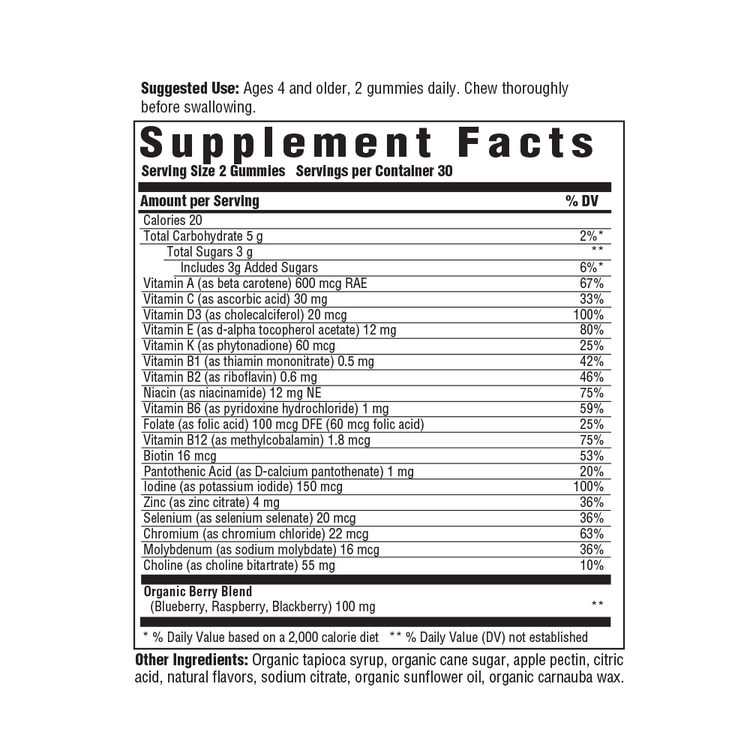 Suggested Use: Ages 4 and older, 2 gummies daily. Chew thoroughly
before swallowing.
Supplement Facts
Serving Size 2 Gummies Servings per Container 30
Amount per Serving % DV
Calories 20
Total Carbohydrate 5 g 2%*
Total Sugars 3 g **
Includes 3g Added Sugars 6%*
Vitamin A (as beta carotene) 600 mcg RAE 67%
Vitamin C (as ascorbic acid) 30 mg 33%
Vitamin D3 (as cholecalciferol) 20 mcg 100%
Vitamin E (as d-alpha tocopherol acetate) 12 mg 80%
Vitamin K (as phytonadione) 60 mcg 25%
Vitamin B1 (as thiamin mononitrate) 0.5 mg 42%
Vitamin B2 (as riboflavin) 0.6 mg 46%
Niacin (as niacinamide) 12 mg NE 75%
Vitamin B6 (as pyridoxine hydrochloride) 1 mg 59%
Folate (as folic acid) 100 mcg DFE (60 mcg folic acid) 25%
Vitamin B12 (as methylcobalamin) 1.8 mcg 75%
Biotin 16 mcg 53%
Pantothenic Acid (as D-calcium pantothenate) 1 mg 20%
Iodine (as potassium iodide) 150 mcg 100%
Zinc (as zinc citrate) 4 mg 36%
Selenium (as selenium selenate) 20 mcg 36%
Chromium (as chromium chloride) 22 mcg 63%
Molybdenum (as sodium molybdate) 16 mcg 36%
Choline (as choline bitartrate) 55 mg 10%
Organic Berry Blend
(Blueberry, Raspberry, Blackberry) 100 mg **
* % Daily Value based on a 2,000 calorie diet ** % Daily Value (DV) not established
Other Ingredients: Organic tapioca syrup, organic cane sugar, apple pectin, citric
acid, natural flavors, sodium citrate, organic sunflower oil, organic carnauba wax.